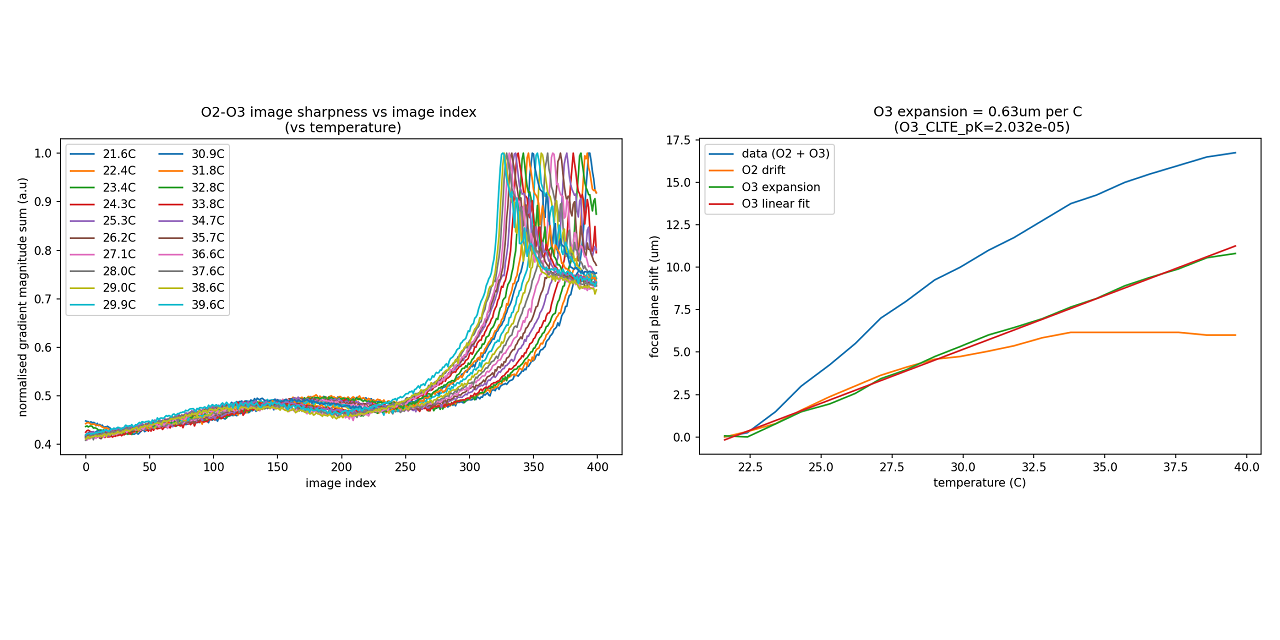 O2-O3 image sharpness vs image index
(vs temperature)
normalised gradient magnitude sum (a.u)
1.0
0.9
0.8
0.7
0.6
0.5
0.4
21.6C 30.9C
22.4C 31.8C
23.4C 32.8C
24.3C 33.8C
25.3C 34.7C
26.2C 35.7C
27.1C 36.6C
28.0C 37.6C
29.0C 38.6C
29.9C 39.6C
0 50 100 150 200 250 300 350 400
image index
O3 expansion = 0.63um per C
(O3_CLTE_pK=2.032e-05)
focal plane shift (um)
17.5
15.0
12.5
10.0
7.5
5.0
2.5
0.0
data (O2 + O3)
O2 drift
O3 expansion
O3 linear fit
22.5 25.0 27.5 30.0 32.5 35.0 37.5 40.0
temperature (C)